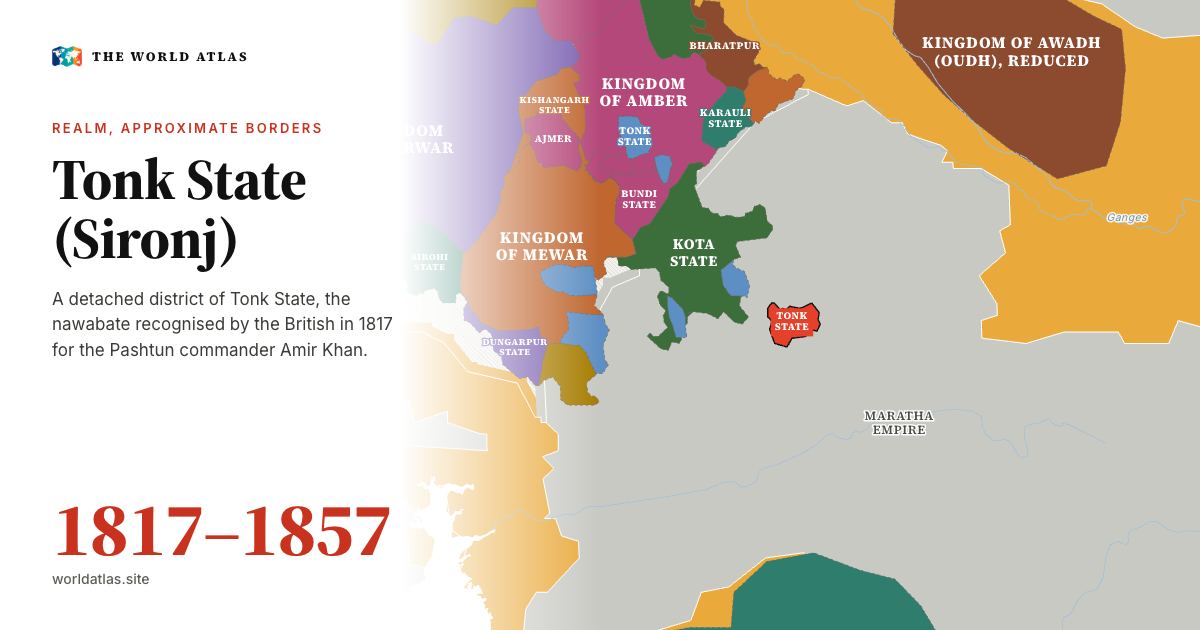 THE WORLD ATLAS
REALM, APPROXIMATE BORDERS
Tonk State
(Sironj)
A detached district of Tonk State, the
nawabate recognised by the British in 1817
for the Pashtun commander Amir Khan.
1817–1857
worldatlas.site
BHARATPUR
KINGDOM OF AWADH
(OUDH), REDUCED
KINGDOM
OF AMBER
KISHANGARH
STATE
KARAULI
STATE
TONK
STATE
AJMER
BUNDI
STATE
Ganges
KINGDOM
OF MEWAR
KOTA
STATE
SIROHI
STATE
TONK
STATE
DUNGARPUR
STATE
MARATHA
EMPIRE